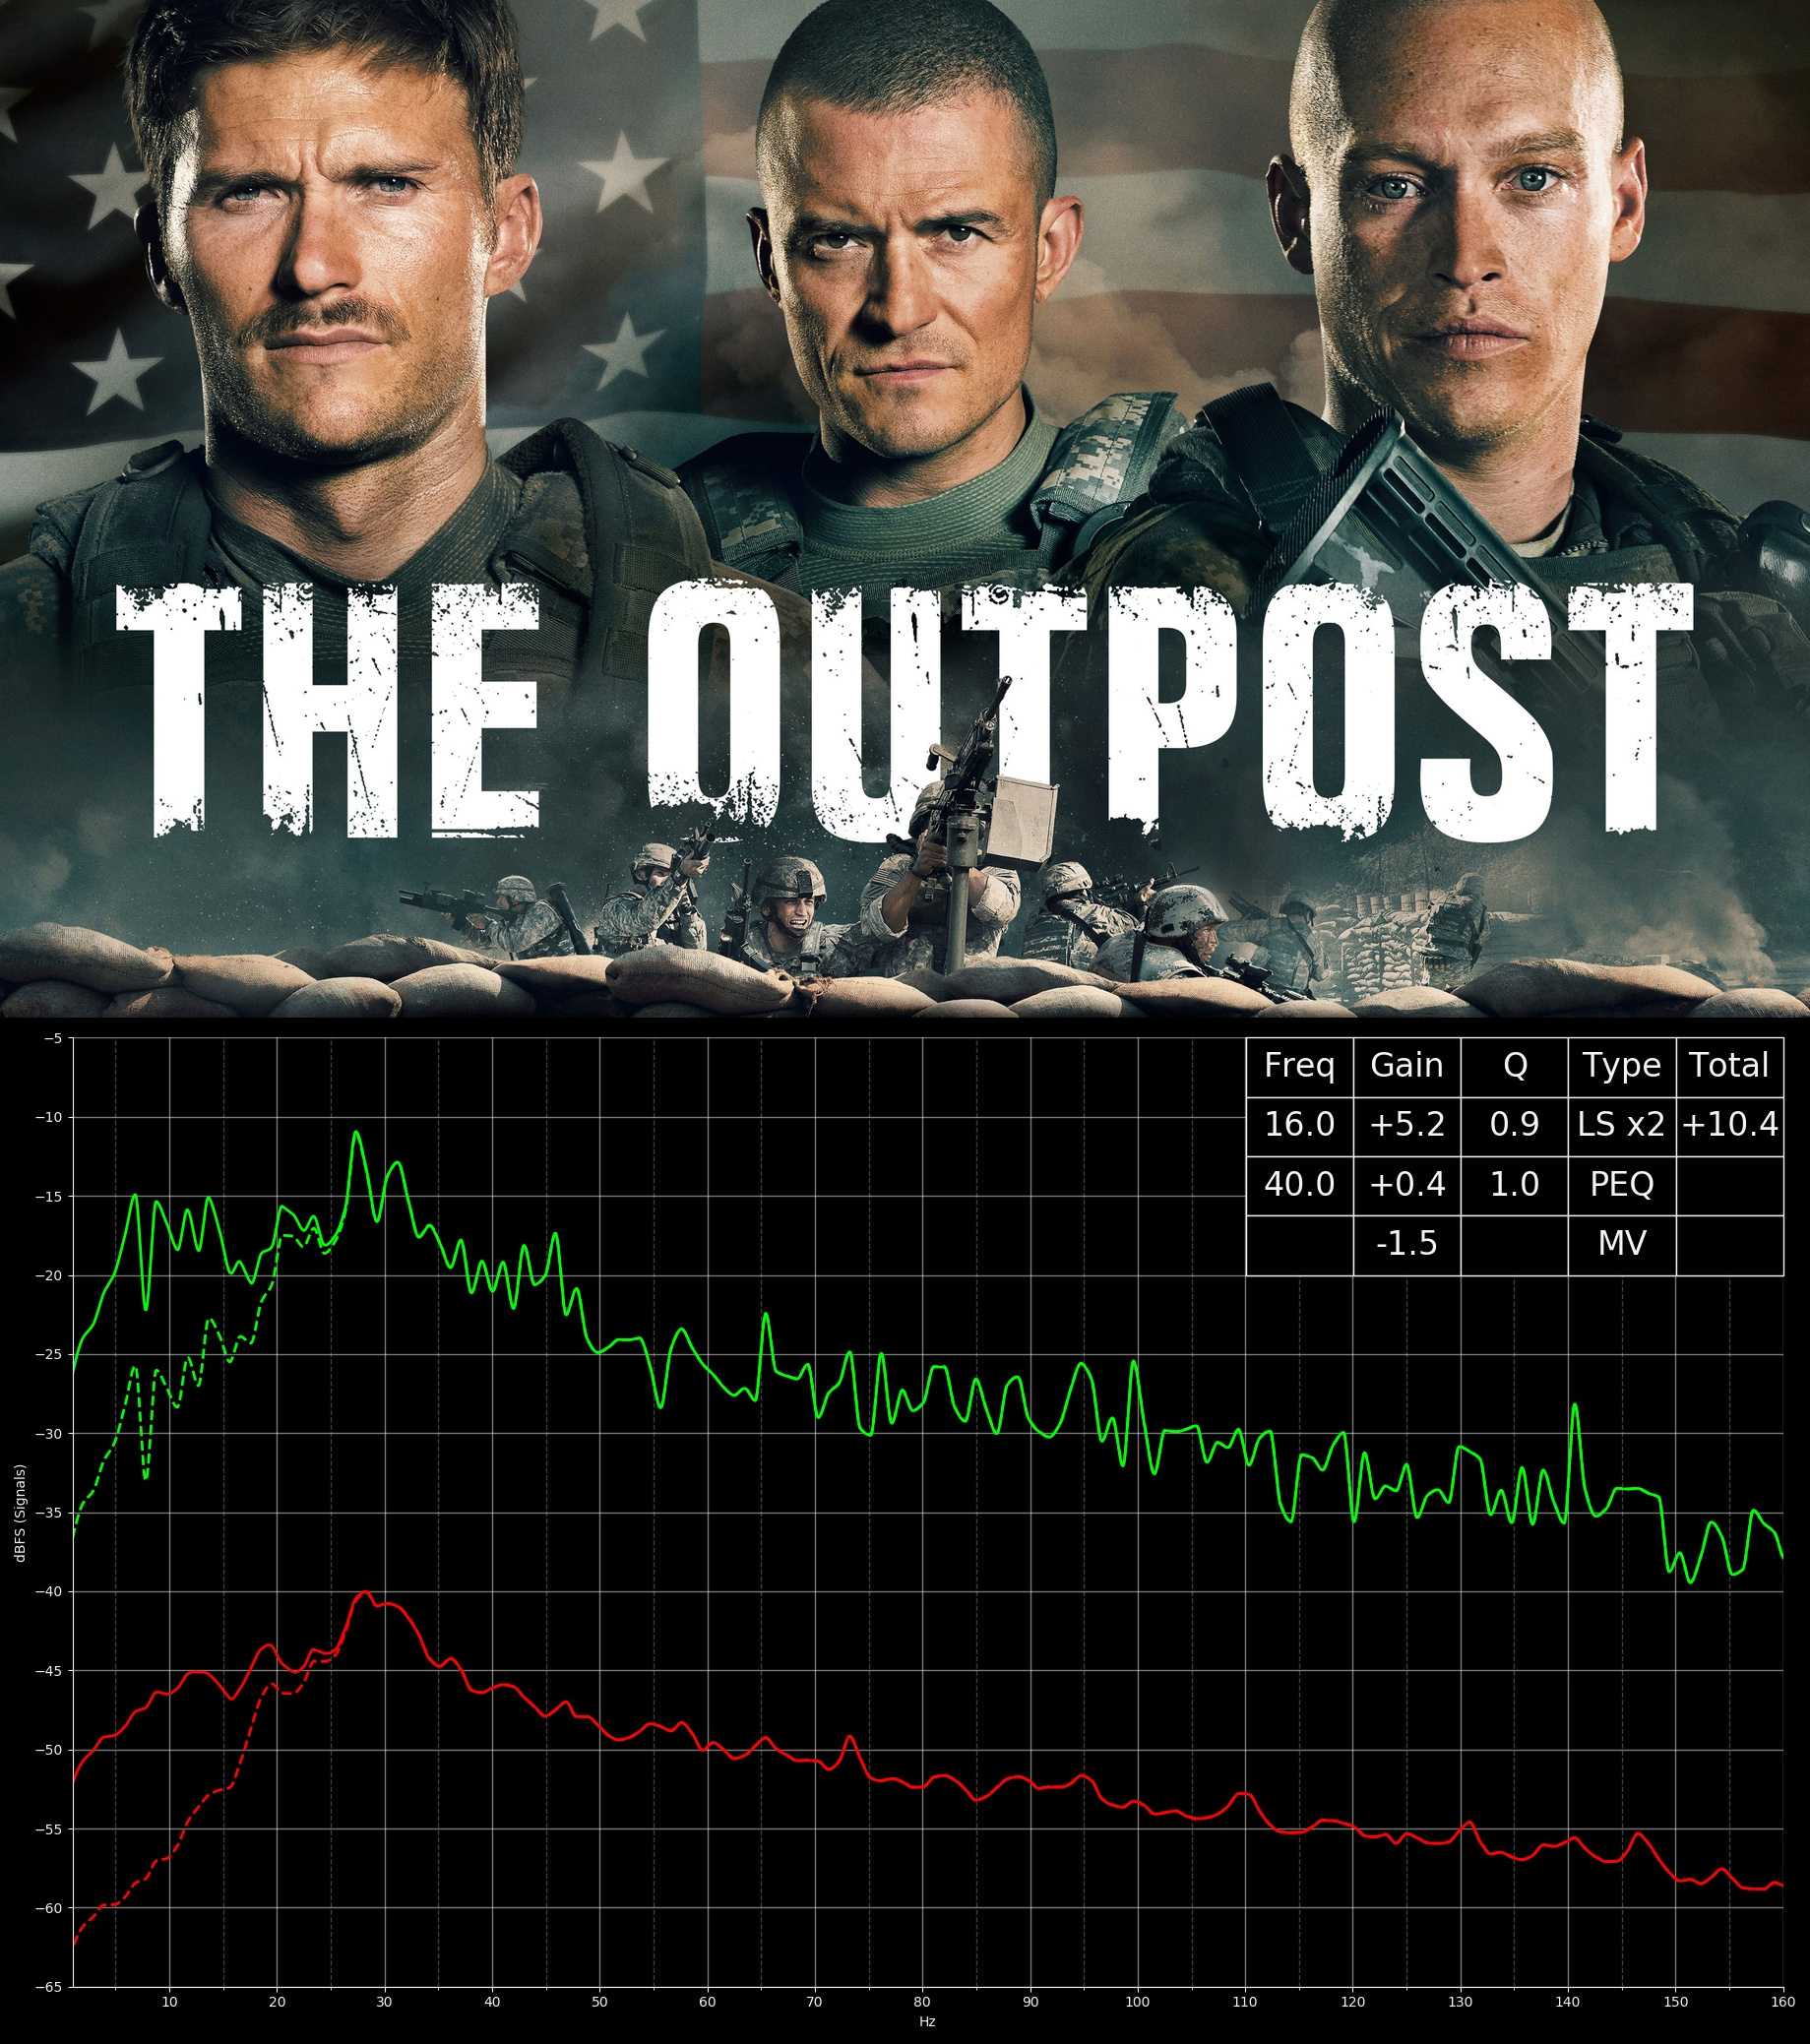 THE OUTPOST
Freq Gain Q Type Total
16.0 +5.2 0.9 LS x2 +10.4
40.0 +0.4 1.0 PEQ
-1.5 MV
−5
−10
−15
−20
−25
−30
−35
−40
−45
−50
−55
−60
−65
dBFS (Signals)
10 20 30 40 50 60 70 80 90 100 110 120 130 140 150 160
Hz